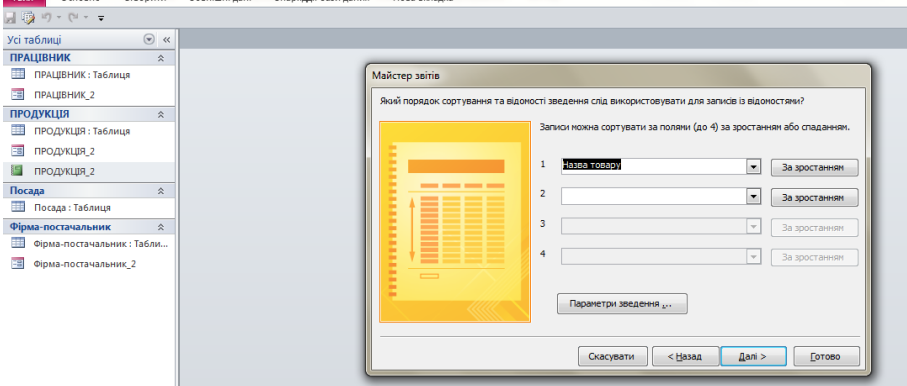 Усі таблиці
ПРАЦІВНИК
ПРАЦІВНИК : Таблиця
ПРАЦІВНИК_2
ПРОДУКЦІЯ
ПРОДУКЦІЯ : Таблиця
ПРОДУКЦІЯ_2
ПРОДУКЦІЯ_2
Посада
Посада : Таблиця
Фірма-постачальник
Фірма-постачальник : Табли...
Фірма-постачальник_2
Майстер звітів
Який порядок сортування та відомості зведення слід використовувати для записів із відомостями?
Записи можна сортувати за полями (до 4) за зростанням або спаданням.
1 Назва товару За зростанням
2 За зростанням
3 За зростанням
4 За зростанням
Параметри зведення ...
Скасувати < Назад Далі > Готово